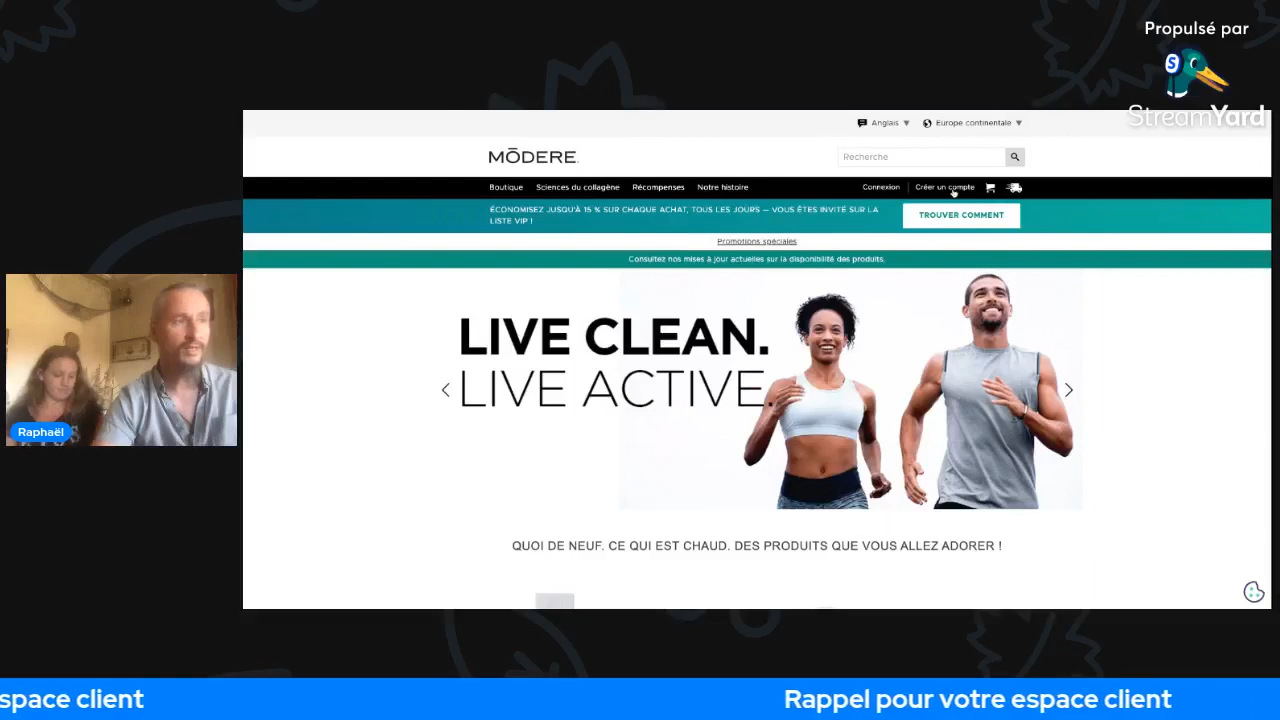 Propulsé par
StreamYard
Anglais ▼ Europe continentale ▼
MŌDERE.
Recherche
Boutique Sciences du collagène Récompenses Notre histoire Connexion | Créer un compte
ÉCONOMISEZ JUSQU'À 15 % SUR CHAQUE ACHAT, TOUS LES JOURS — VOUS ÊTES INVITÉ SUR LA
LISTE VIP !
TROUVER COMMENT
Promotions spéciales
Consultez nos mises à jour actuelles sur la disponibilité des produits.
LIVE CLEAN.
LIVE ACTIVE.
Raphaël
QUOI DE NEUF. CE QUI EST CHAUD. DES PRODUITS QUE VOUS ALLEZ ADORER !
space client Rappel pour votre espace client